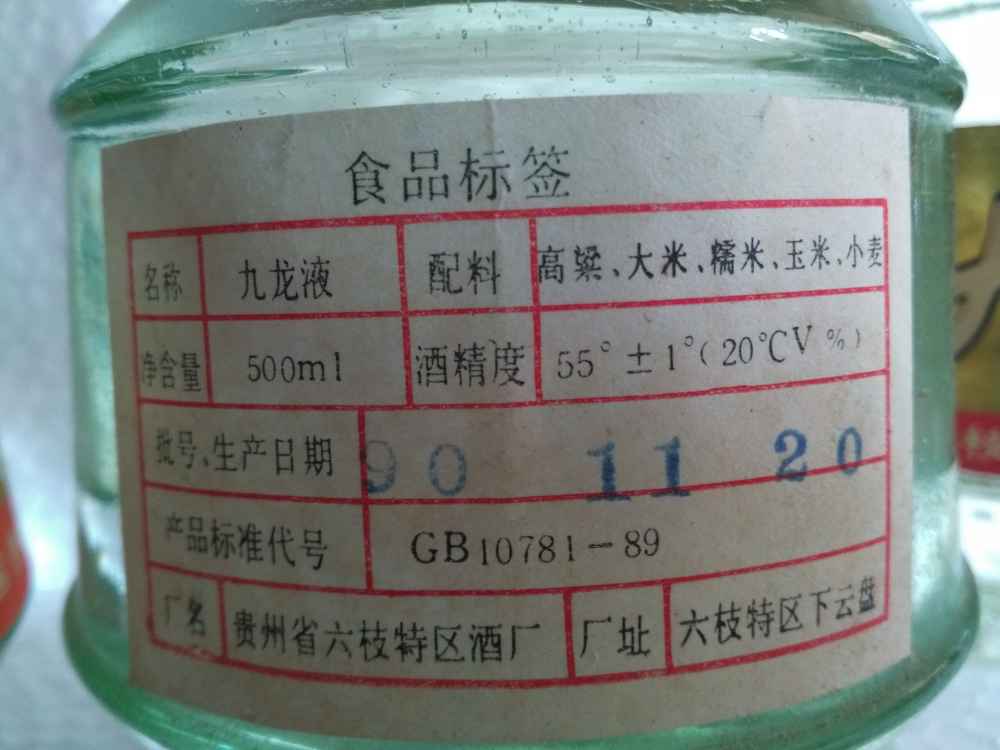 食品标签
名称 九龙液 配料 高粱、大米、糯米、玉米、小麦
净含量 500ml 酒精度 55°±1°(20℃V%)
批号、生产日期 90 11 20
产品标准代号 GB10781-89
厂名 贵州省六枝特区酒厂 厂址 六枝特区下云盘